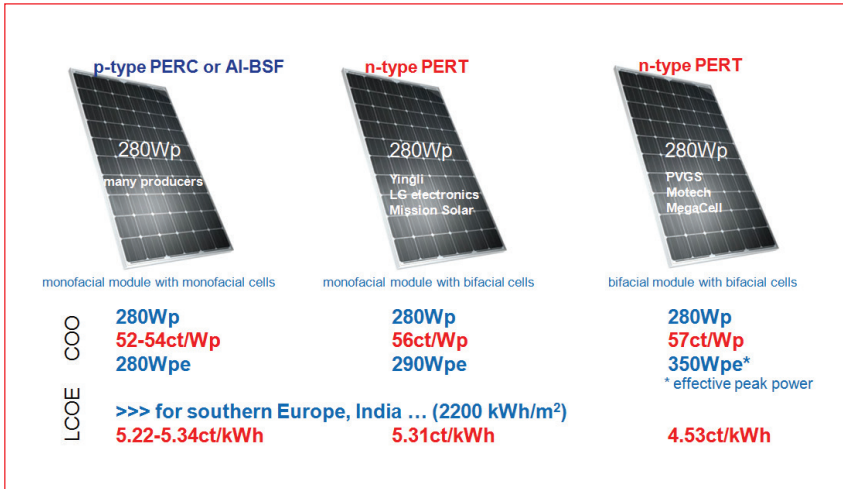 p-type PERC or Al-BSF
n-type PERT
n-type PERT
280Wp
many producers
280Wp
Yingli
LG electronics
Mission Solar
280Wp
PVGS
Motech
MegaCell
monofacial module with monofacial cells
monofacial module with bifacial cells
bifacial module with bifacial cells
COO
280Wp
280Wp
280Wp
52-54ct/Wp
56ct/Wp
57ct/Wp
280Wpe
290Wpe
350Wpe*
* effective peak power
LCOE
>>> for southern Europe, India ... (2200 kWh/m²)
5.22-5.34ct/kWh
5.31ct/kWh
4.53ct/kWh